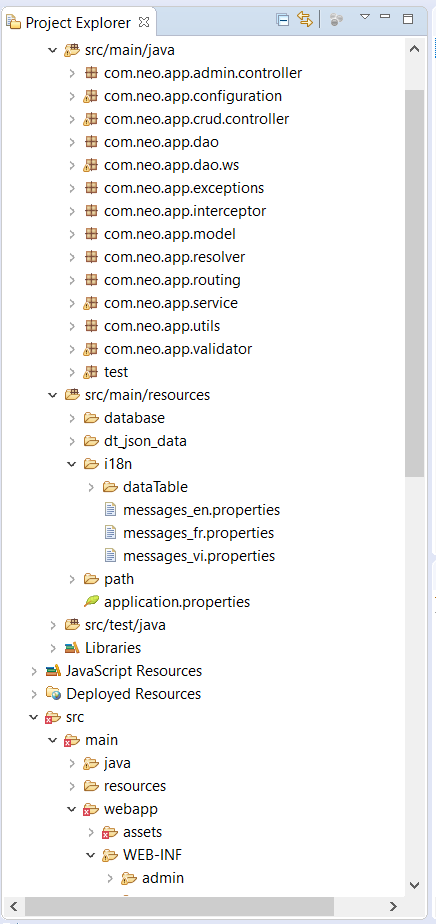 Project Explorer
src/main/java
com.neo.app.admin.controller
com.neo.app.configuration
com.neo.app.crud.controller
com.neo.app.dao
com.neo.app.dao.ws
com.neo.app.exceptions
com.neo.app.interceptor
com.neo.app.model
com.neo.app.resolver
com.neo.app.routing
com.neo.app.service
com.neo.app.utils
com.neo.app.validator
test
src/main/resources
database
dt_json_data
i18n
dataTable
messages_en.properties
messages_fr.properties
messages_vi.properties
path
application.properties
src/test/java
Libraries
JavaScript Resources
Deployed Resources
src
main
java
resources
webapp
assets
WEB-INF
admin